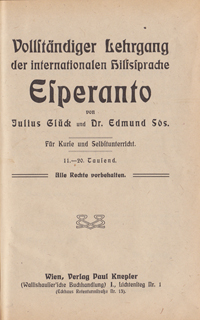 Vollständiger Lehrgang
der internationalen Hilfssprache
Esperanto
von
Julius Glück und Dr. Edmund Sós.
Für Kurse und Selbstunterricht.
11.—20. Tausend.
Alle Rechte vorbehalten.
Wien, Verlag Paul Knepler
(Wallishausser'sche Buchhandlung) I., Lichtensteg Nr. 1